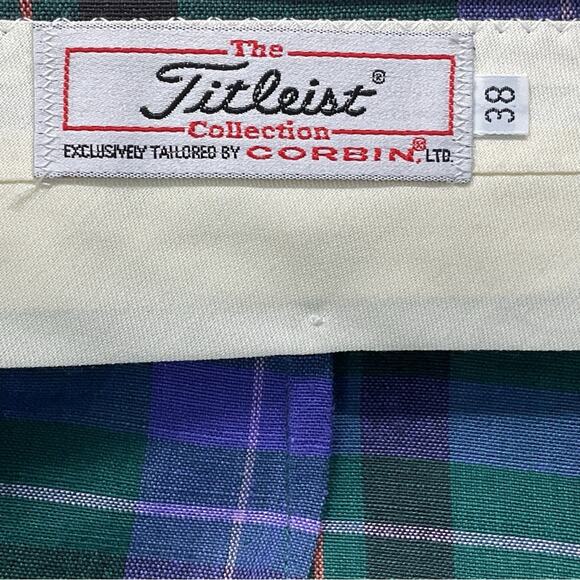 The
Titleist®
Collection
EXCLUSIVELY TAILORED BY CORBIN,® LTD.
38